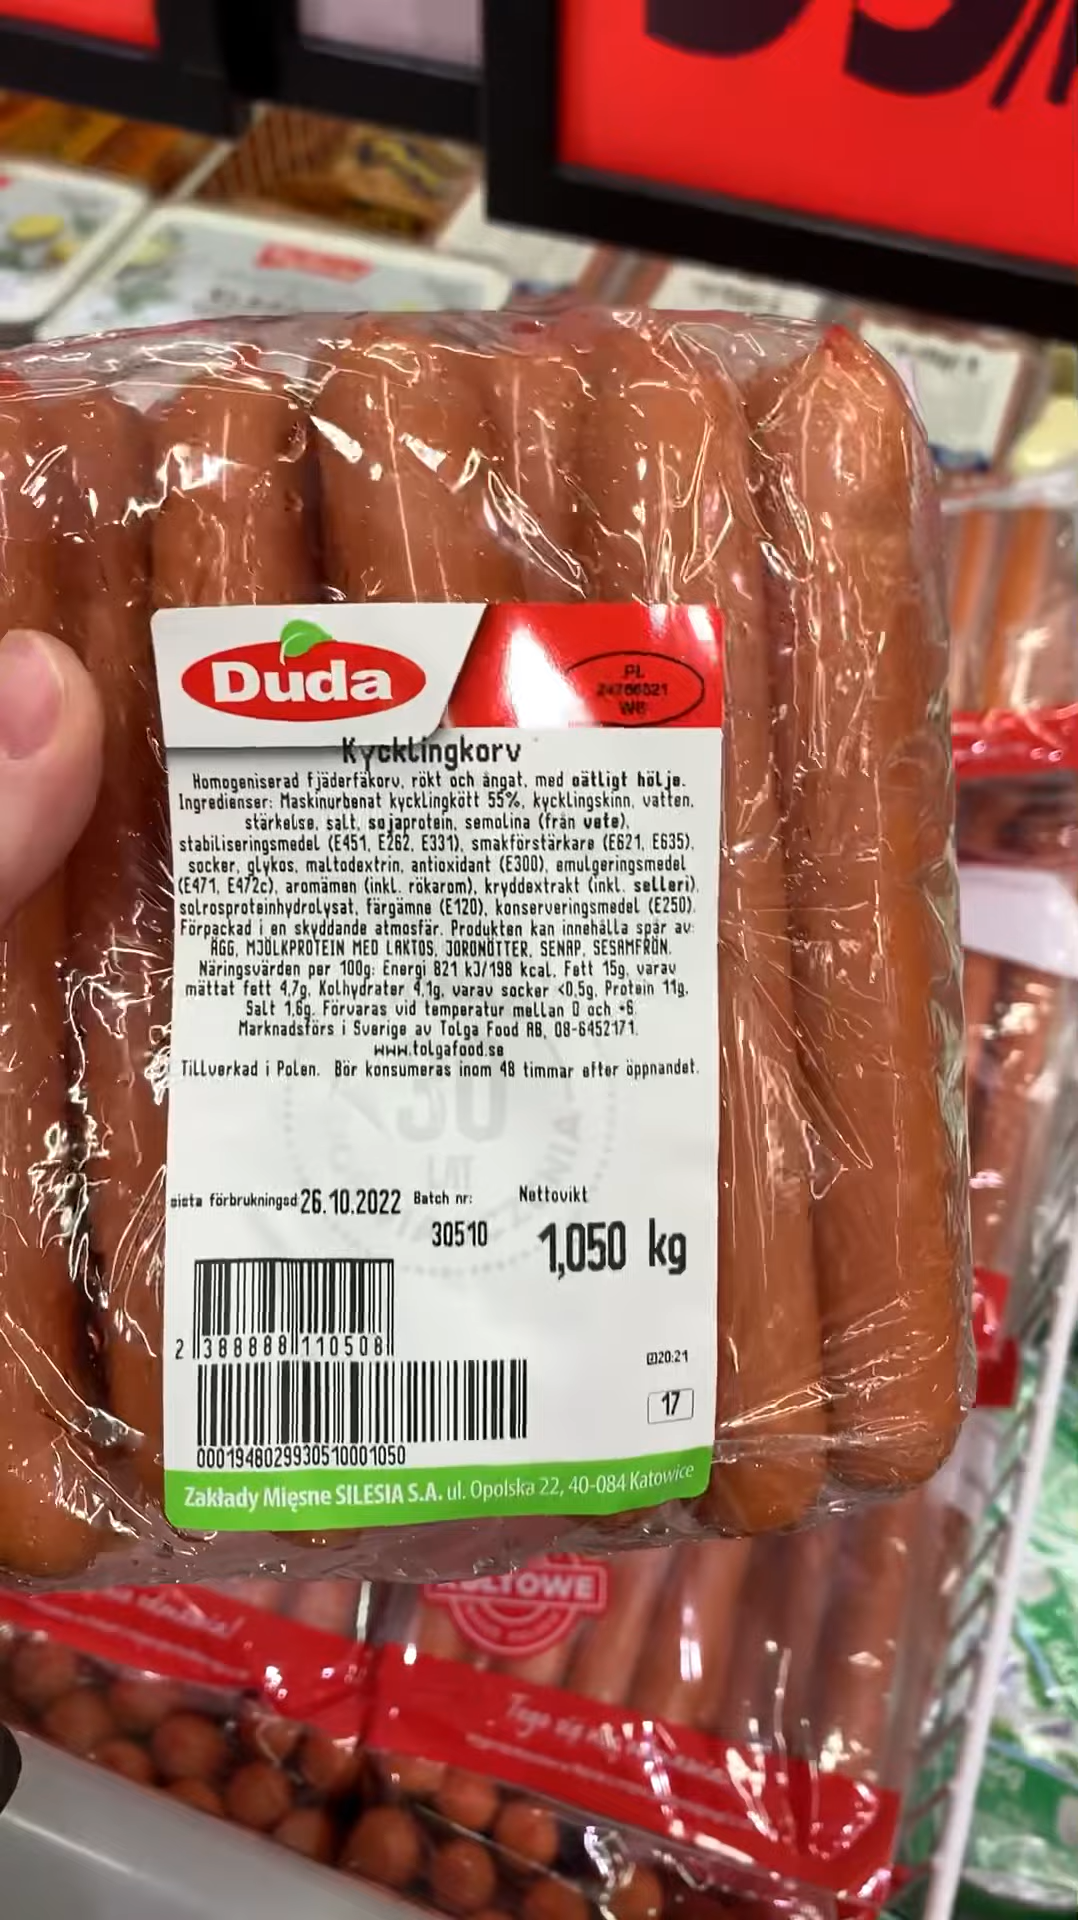 Duda
PL
24766821
WE
Kycklingkorv
Homogeniserad fjäderfäkorv, rökt och ångat, med oätligt hölje.
Ingredienser: Maskinurbenat kycklingkött 55%, kycklingskinn, vatten,
stärkelse, salt, sojaprotein, semolina (från vete),
stabiliseringsmedel (E451, E262, E331), smakförstärkare (E621, E635),
socker, glykos, maltodextrin, antioxidant (E300), emulgeringsmedel
(E471, E472c), aromämen (inkl. rökarom), kryddextrakt (inkl. selleri),
solrosproteinhydrolysat, färgämne (E120), konserveringsmedel (E250).
Förpackad i en skyddande atmosfär. Produkten kan innehålla spår av:
ÄGG, MJÖLKPROTEIN MED LAKTOS, JORDNÖTTER, SENAP, SESAMFRÖN.
Näringsvärden per 100g: Energi 821 kJ/198 kcal, Fett 15g, varav
mättat fett 4,7g, Kolhydrater 4,1g, varav socker <0,5g, Protein 11g,
Salt 1,6g. Förvaras vid temperatur mellan 0 och +6
Marknadsförs i Sverige av Tolga Food AB, 08-6452171.
www.tolgafood.se
Tillverkad i Polen. Bör konsumeras inom 48 timmar efter öppnandet.
30
LAT
sista förbrukningsd 26.10.2022 Batch nr: Nettovikt
30510 1,050 kg
2 388888 110508
20:21
17
0001948029930510001050
Zakłady Mięsne SILESIA S.A. ul. Opolska 22, 40-084 Katowice